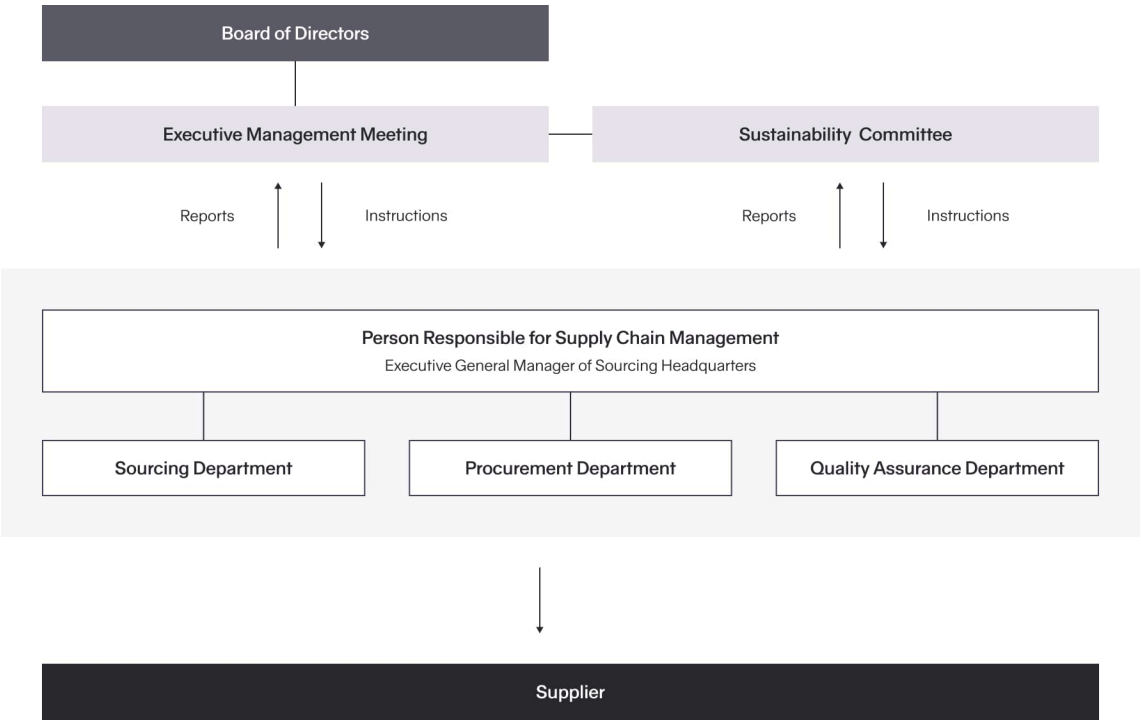 Board of Directors
Executive Management Meeting
Sustainability Committee
Reports
Instructions
Reports
Instructions
Person Responsible for Supply Chain Management
Executive General Manager of Sourcing Headquarters
Sourcing Department
Procurement Department
Quality Assurance Department
Supplier